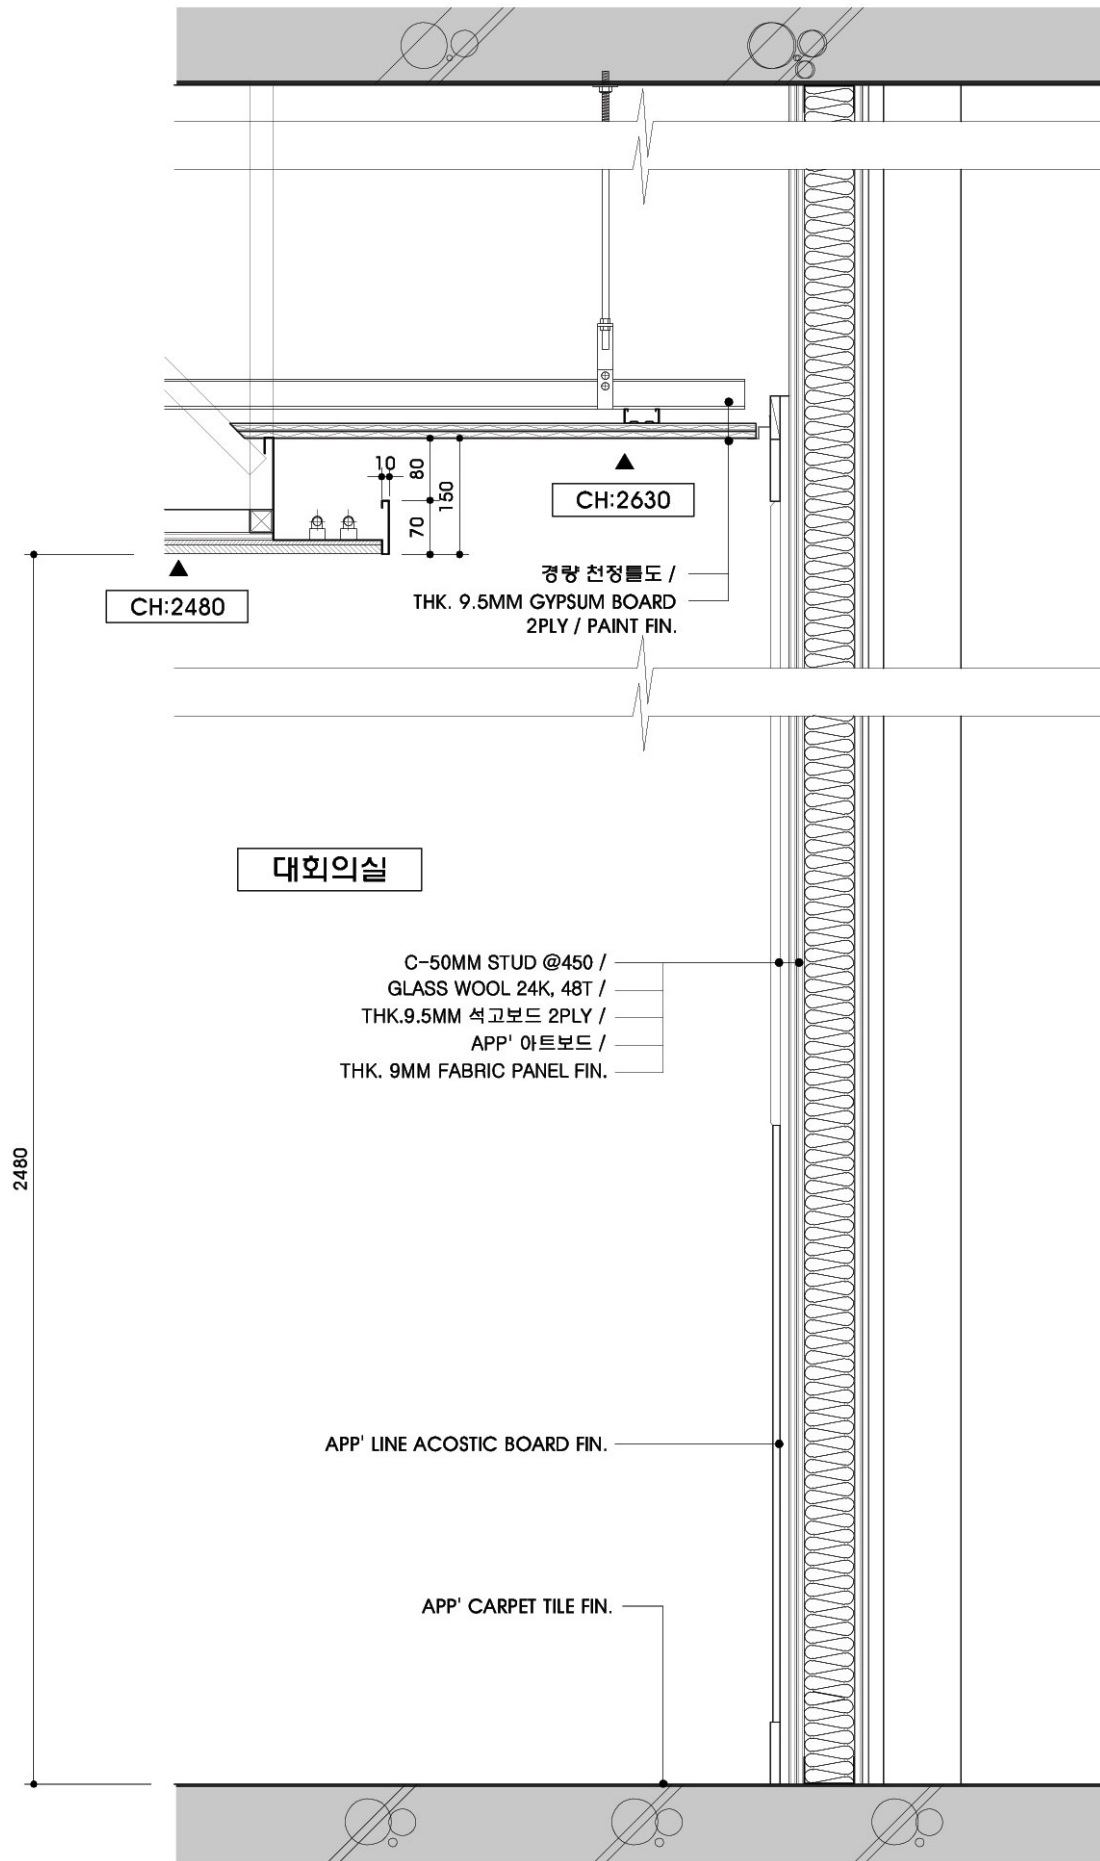 10
80
70
150
CH:2630
CH:2480
경량 천정틀도 /
THK. 9.5MM GYPSUM BOARD
2PLY / PAINT FIN.
대회의실
C-50MM STUD @450 /
GLASS WOOL 24K, 48T /
THK.9.5MM 석고보드 2PLY /
APP' 아트보드 /
THK. 9MM FABRIC PANEL FIN.
2480
APP' LINE ACOSTIC BOARD FIN.
APP' CARPET TILE FIN.